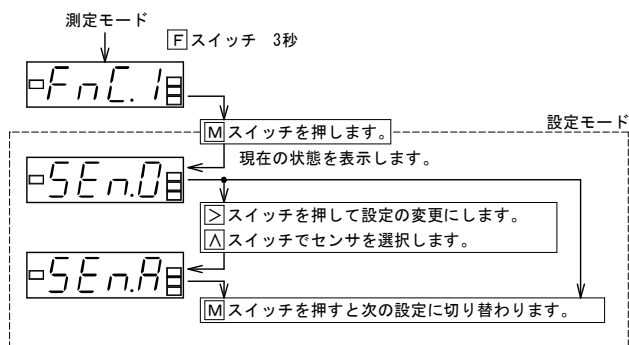 測定モード
Fスイッチ 3秒
FnC.1
Mスイッチを押します。
設定モード
現在の状態を表示します。
SEn.0
>スイッチを押して設定の変更にします。
∧スイッチでセンサを選択します。
SEn.A
Mスイッチを押すと次の設定に切り替わります。